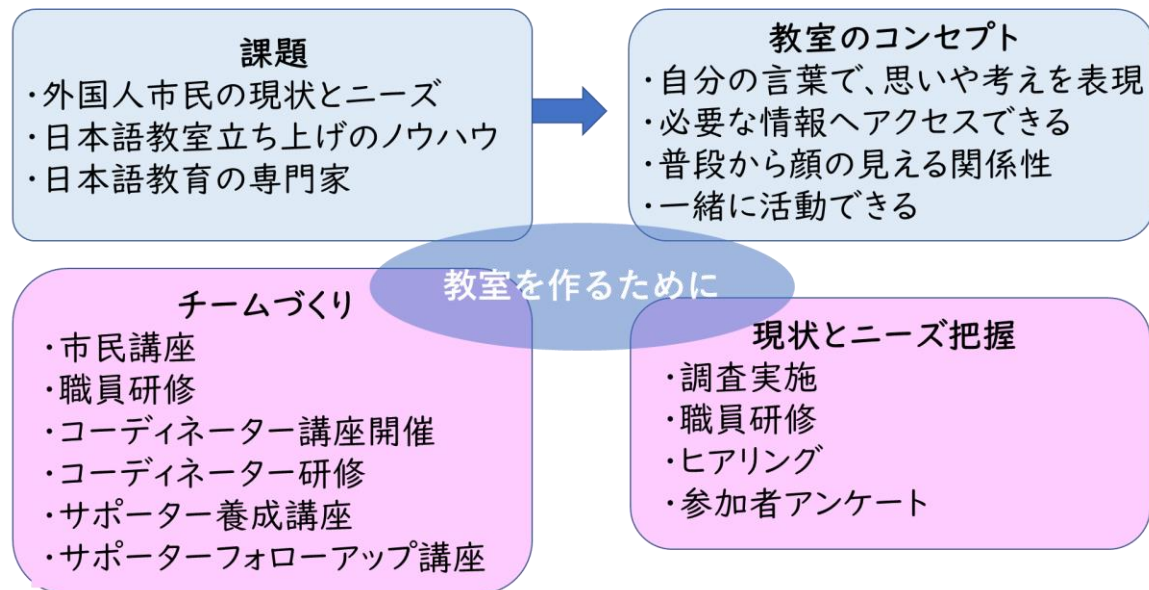 課題
・外国人市民の現状とニーズ
・日本語教室立ち上げのノウハウ
・日本語教育の専門家
教室のコンセプト
・自分の言葉で、思いや考えを表現
・必要な情報へアクセスできる
・普段から顔の見える関係性
・一緒に活動できる
教室を作るために
チームづくり
・市民講座
・職員研修
・コーディネーター講座開催
・コーディネーター研修
・サポーター養成講座
・サポーターフォローアップ講座
現状とニーズ把握
・調査実施
・職員研修
・ヒアリング
・参加者アンケート